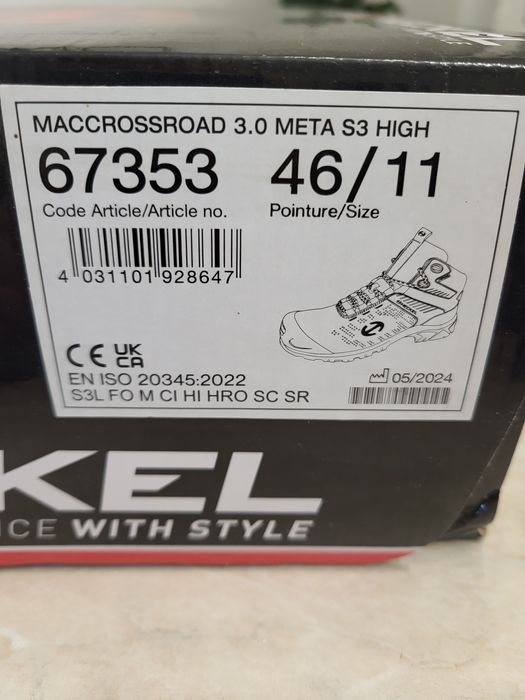 MACCROSSROAD 3.0 META S3 HIGH
67353 46/11
Code Article/Article no. Pointure/Size
4 031101 928647
CE UK CA
EN ISO 20345:2022
05/2024
S3L FO M CI HI HRO SC SR
KEL
WITH STYLE